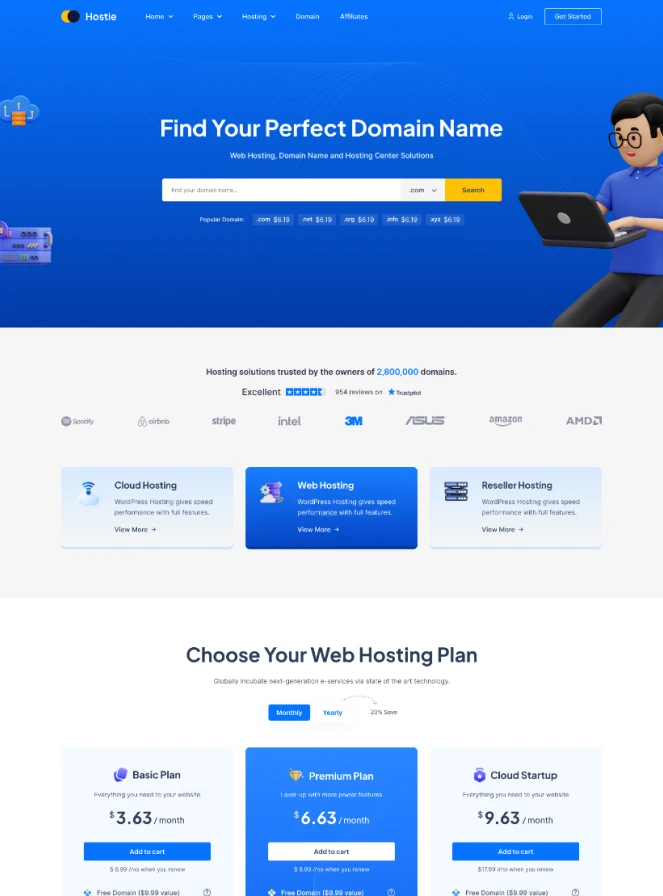 Hostie
Home Pages Hosting Domain Affiliates
Login Get Started
Find Your Perfect Domain Name
Web Hosting, Domain Name and Hosting Center Solutions
find your domain name... .com Search
Popular Domain: .com $6.19 .net $6.19 .org $6.19 .info $6.19 .xyz $6.19
Hosting solutions trusted by the owners of 2,800,000 domains.
Excellent 954 reviews on Trustpilot
Spotify airbnb stripe intel 3M ASUS amazon AMD
Cloud Hosting
WordPress Hosting gives speed
performance with full features.
View More →
Web Hosting
WordPress Hosting gives speed
performance with full features.
View More →
Reseller Hosting
WordPress Hosting gives speed
performance with full features.
View More →
Choose Your Web Hosting Plan
Globally incubate next-generation e-services via state of the art technology.
Monthly Yearly 20% Save
Basic Plan
Everything you need to your website
$3.63 /month
Add to cart
$ 6.99 /mo when you renew
Free Domain ($9.99 value)
Premium Plan
Level-up with more power features
$6.63 /month
Add to cart
$ 8.99 /mo when you renew
Free Domain ($9.99 value)
Cloud Startup
Everything you need to your website
$9.63 /month
Add to cart
$17.99 /mo when you renew
Free Domain ($9.99 value)